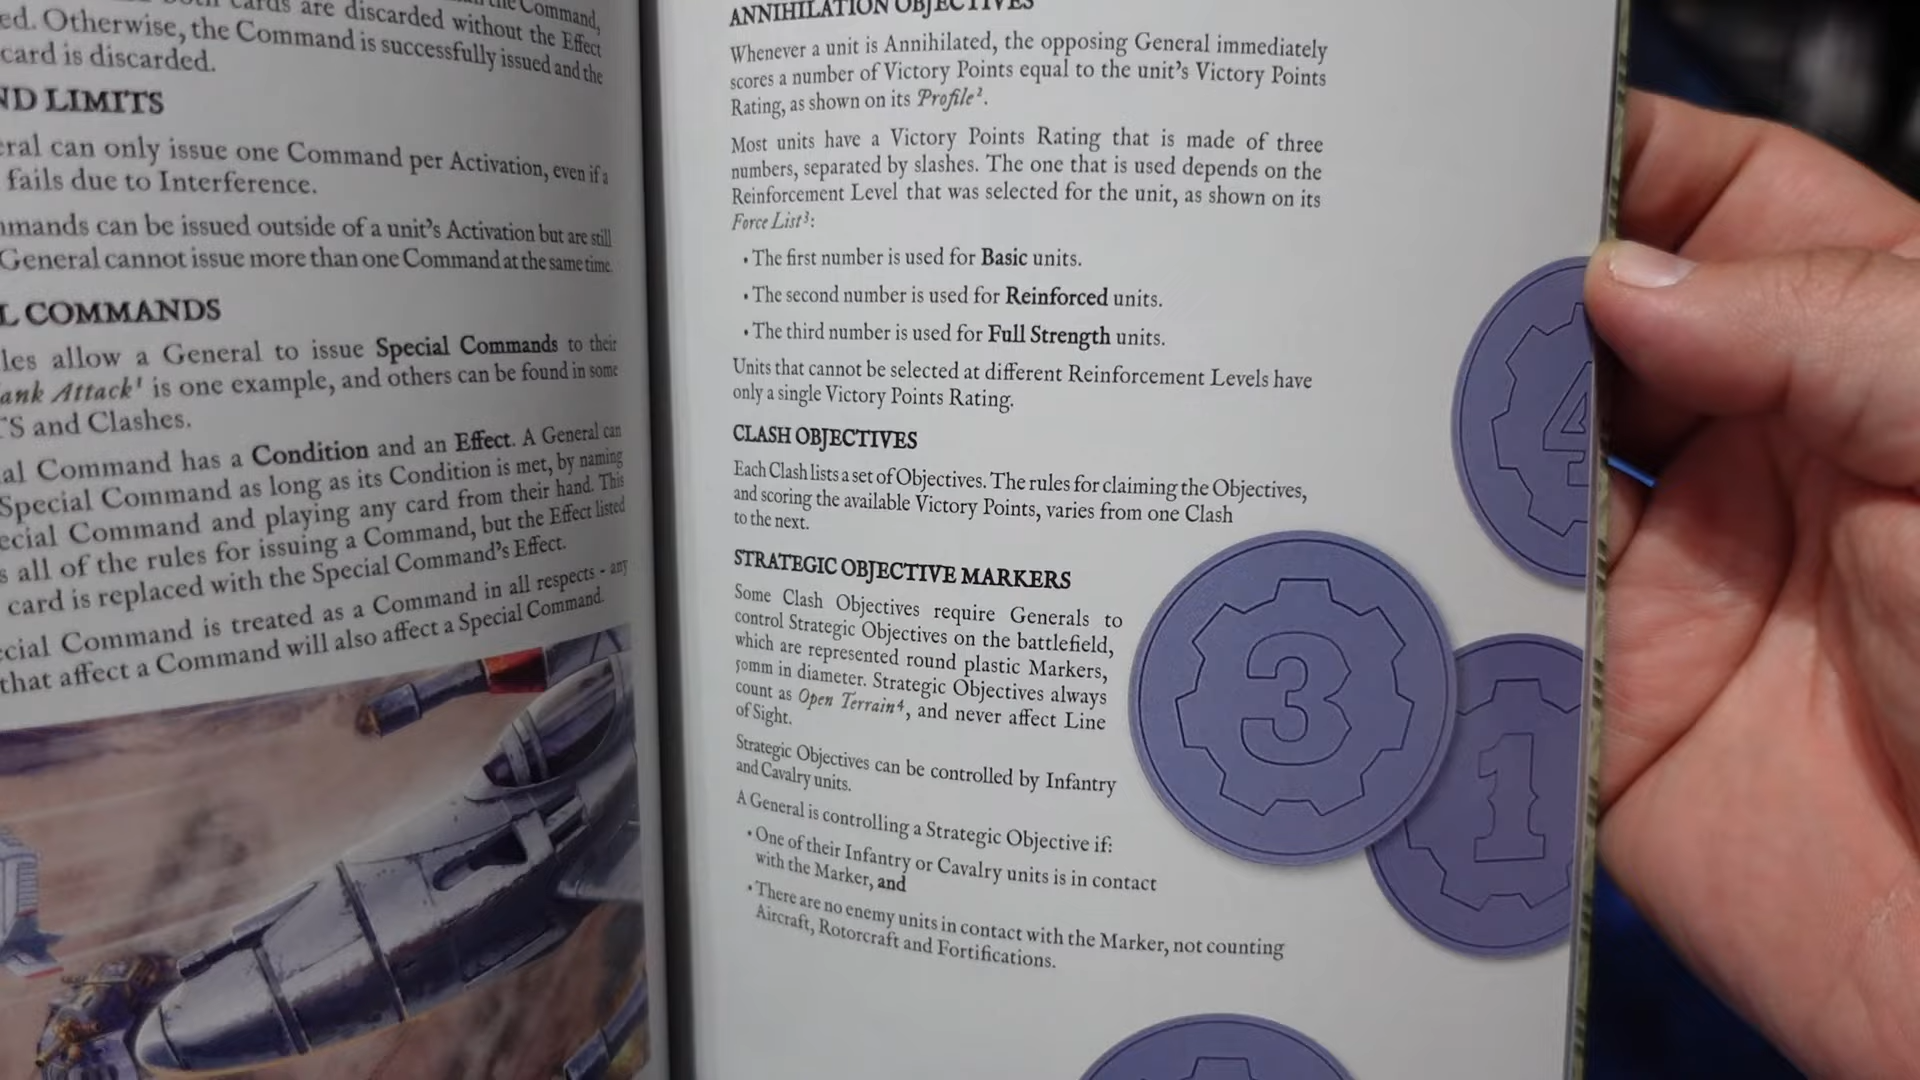 both cards are discarded without the Effect
ed. Otherwise, the Command is successfully issued and the
card is discarded.
ND LIMITS
eral can only issue one Command per Activation, even if a
fails due to Interference.
mmands can be issued outside of a unit's Activation but are still
General cannot issue more than one Command at the same time.
L COMMANDS
les allow a General to issue Special Commands to their
ank Attack¹ is one example, and others can be found in some
TS and Clashes.
al Command has a Condition and an Effect. A General can
Special Command as long as its Condition is met, by naming
ecial Command and playing any card from their hand. This
s all of the rules for issuing a Command, but the Effect listed
card is replaced with the Special Command's Effect.
ecial Command is treated as a Command in all respects - any
that affect a Command will also affect a Special Command.
ANNIHILATION OBJECTIVES
Whenever a unit is Annihilated, the opposing General immediately
scores a number of Victory Points equal to the unit's Victory Points
Rating, as shown on its Profile².
Most units have a Victory Points Rating that is made of three
numbers, separated by slashes. The one that is used depends on the
Reinforcement Level that was selected for the unit, as shown on its
Force List³:
• The first number is used for Basic units.
• The second number is used for Reinforced units.
• The third number is used for Full Strength units.
Units that cannot be selected at different Reinforcement Levels have
only a single Victory Points Rating.
CLASH OBJECTIVES
Each Clash lists a set of Objectives. The rules for claiming the Objectives,
and scoring the available Victory Points, varies from one Clash
to the next.
STRATEGIC OBJECTIVE MARKERS
Some Clash Objectives require Generals to
control Strategic Objectives on the battlefield,
which are represented round plastic Markers,
50mm in diameter. Strategic Objectives always
count as Open Terrain⁴, and never affect Line
of Sight.
Strategic Objectives can be controlled by Infantry
and Cavalry units.
A General is controlling a Strategic Objective if:
• One of their Infantry or Cavalry units is in contact
with the Marker, and
• There are no enemy units in contact with the Marker, not counting
Aircraft, Rotorcraft and Fortifications.
4
3
1